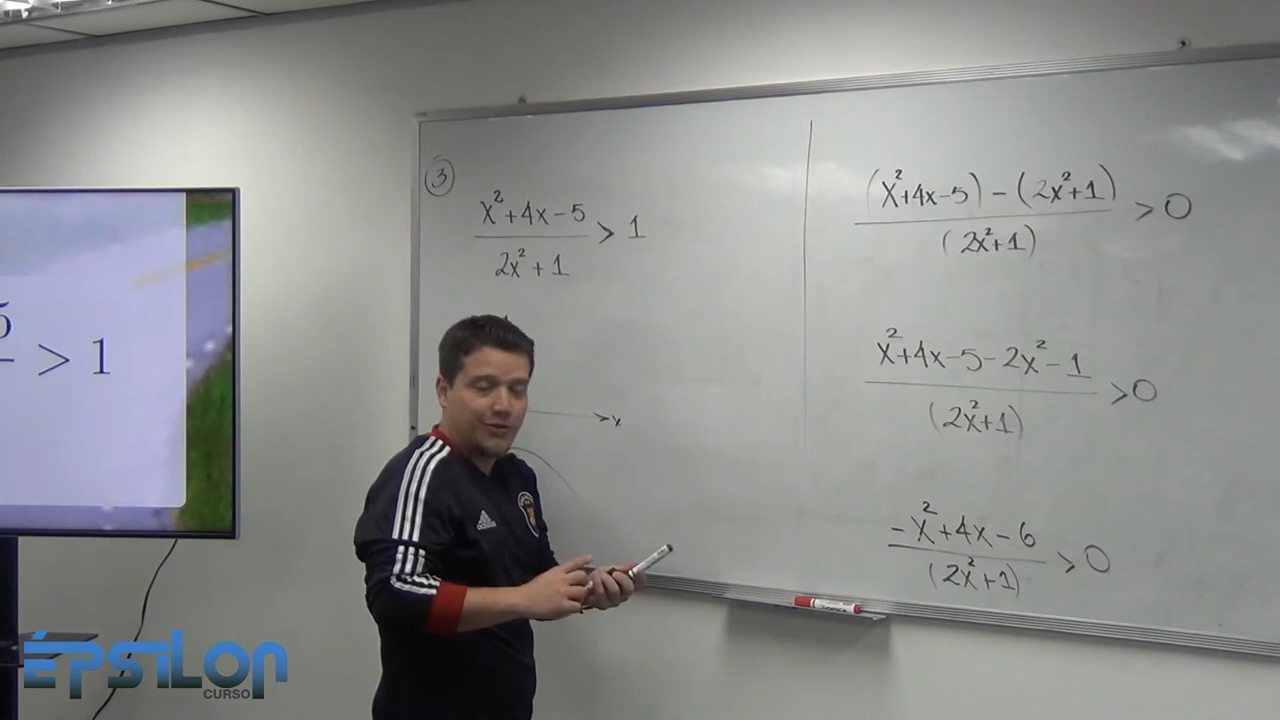 ③
x²+4x-5
2x²+1
> 1
(x²+4x-5)-(2x²+1)
(2x²+1)
>0
x²+4x-5-2x²-1
(2x²+1)
>0
-x²+4x-6
(2x²+1)
>0
x
5
> 1
adidas
ÉPSILON
CURSO